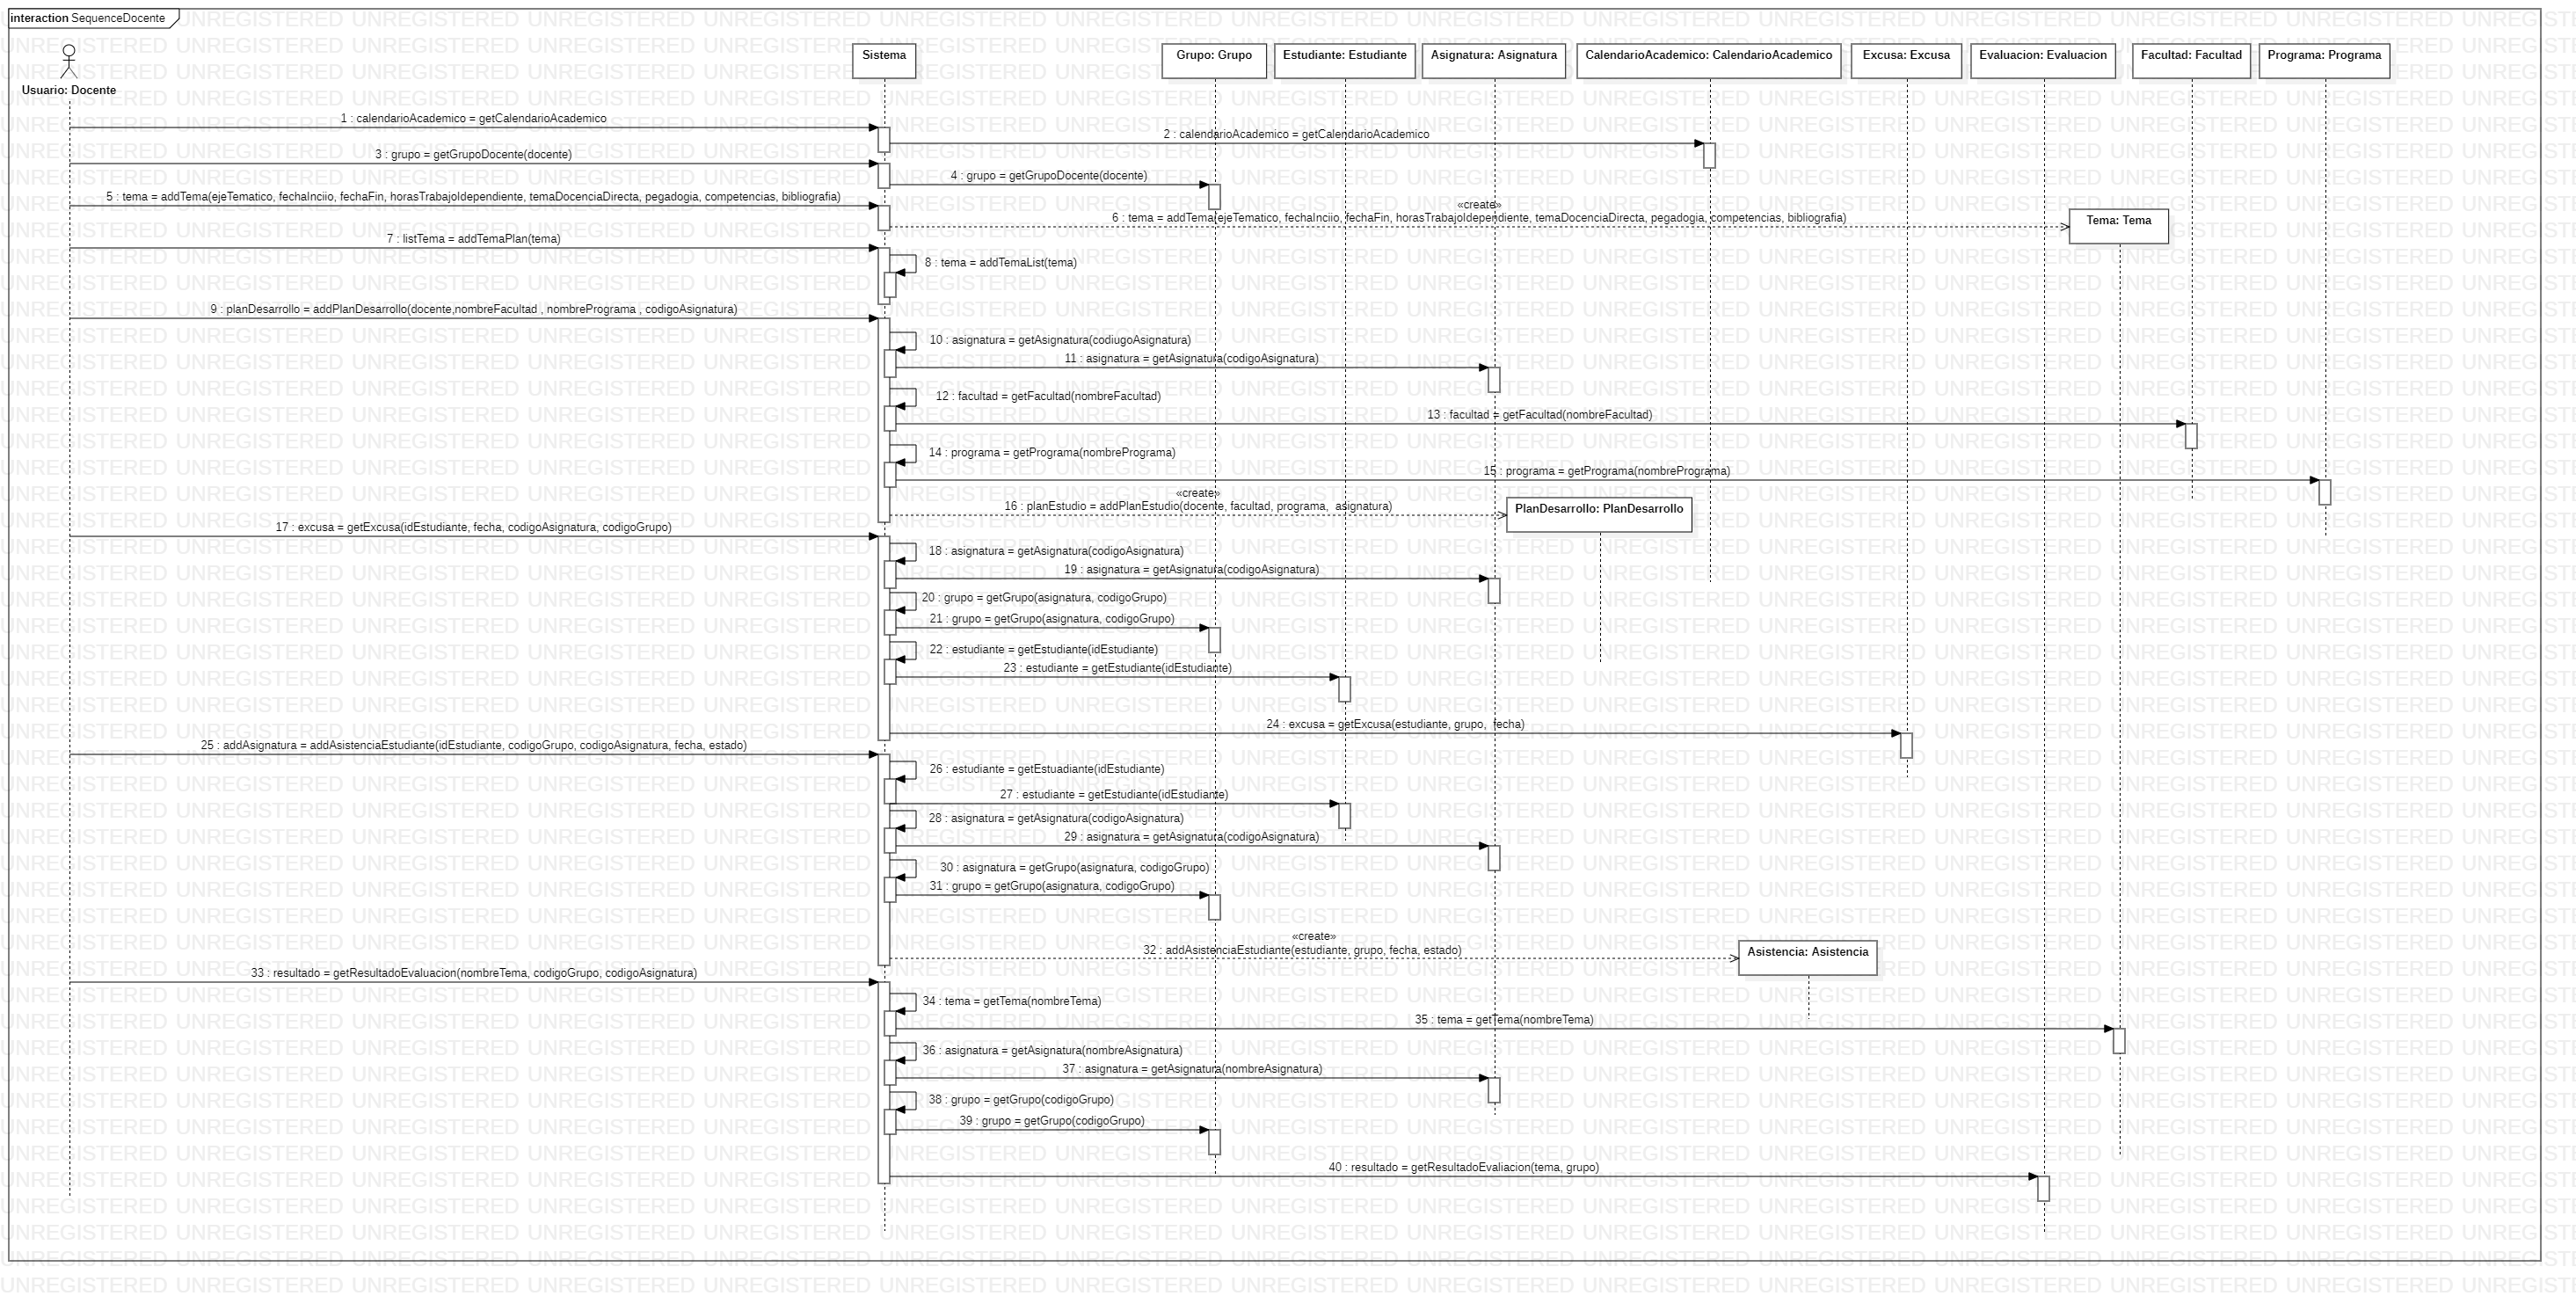 interaction SequenceDocente
Usuario: Docente
Sistema
Grupo: Grupo
Estudiante: Estudiante
Asignatura: Asignatura
CalendarioAcademico: CalendarioAcademico
Excusa: Excusa
Evaluacion: Evaluacion
Facultad: Facultad
Programa: Programa
1 : calendarioAcademico = getCalendarioAcademico
2 : calendarioAcademico = getCalendarioAcademico
3 : grupo = getGrupoDocente(docente)
4 : grupo = getGrupoDocente(docente)
5 : tema = addTema(ejeTematico, fechaInciio, fechaFin, horasTrabajoIdependiente, temaDocenciaDirecta, pegadogia, competencias, bibliografia)
«create»
6 : tema = addTema(ejeTematico, fechaInciio, fechaFin, horasTrabajoIdependiente, temaDocenciaDirecta, pegadogia, competencias, bibliografia)
Tema: Tema
7 : listTema = addTemaPlan(tema)
8 : tema = addTemaList(tema)
9 : planDesarrollo = addPlanDesarrollo(docente,nombreFacultad , nombrePrograma , codigoAsignatura)
10 : asignatura = getAsignatura(codiugoAsignatura)
11 : asignatura = getAsignatura(codigoAsignatura)
12 : facultad = getFacultad(nombreFacultad)
13 : facultad = getFacultad(nombreFacultad)
14 : programa = getPrograma(nombrePrograma)
15 : programa = getPrograma(nombrePrograma)
«create»
16 : planEstudio = addPlanEstudio(docente, facultad, programa,  asignatura)
PlanDesarrollo: PlanDesarrollo
17 : excusa = getExcusa(idEstudiante, fecha, codigoAsignatura, codigoGrupo)
18 : asignatura = getAsignatura(codigoAsignatura)
19 : asignatura = getAsignatura(codigoAsignatura)
20 : grupo = getGrupo(asignatura, codigoGrupo)
21 : grupo = getGrupo(asignatura, codigoGrupo)
22 : estudiante = getEstudiante(idEstudiante)
23 : estudiante = getEstudiante(idEstudiante)
24 : excusa = getExcusa(estudiante, grupo,  fecha)
25 : addAsignatura = addAsistenciaEstudiante(idEstudiante, codigoGrupo, codigoAsignatura, fecha, estado)
26 : estudiante = getEstuadiante(idEstudiante)
27 : estudiante = getEstudiante(idEstudiante)
28 : asignatura = getAsignatura(codigoAsignatura)
29 : asignatura = getAsignatura(codigoAsignatura)
30 : asignatura = getGrupo(asignatura, codigoGrupo)
31 : grupo = getGrupo(asignatura, codigoGrupo)
«create»
32 : addAsistenciaEstudiante(estudiante, grupo, fecha, estado)
Asistencia: Asistencia
33 : resultado = getResultadoEvaluacion(nombreTema, codigoGrupo, codigoAsignatura)
34 : tema = getTema(nombreTema)
35 : tema = getTema(nombreTema)
36 : asignatura = getAsignatura(nombreAsignatura)
37 : asignatura = getAsignatura(nombreAsignatura)
38 : grupo = getGrupo(codigoGrupo)
39 : grupo = getGrupo(codigoGrupo)
40 : resultado = getResultadoEvaliacion(tema, grupo)
UNREGISTERED